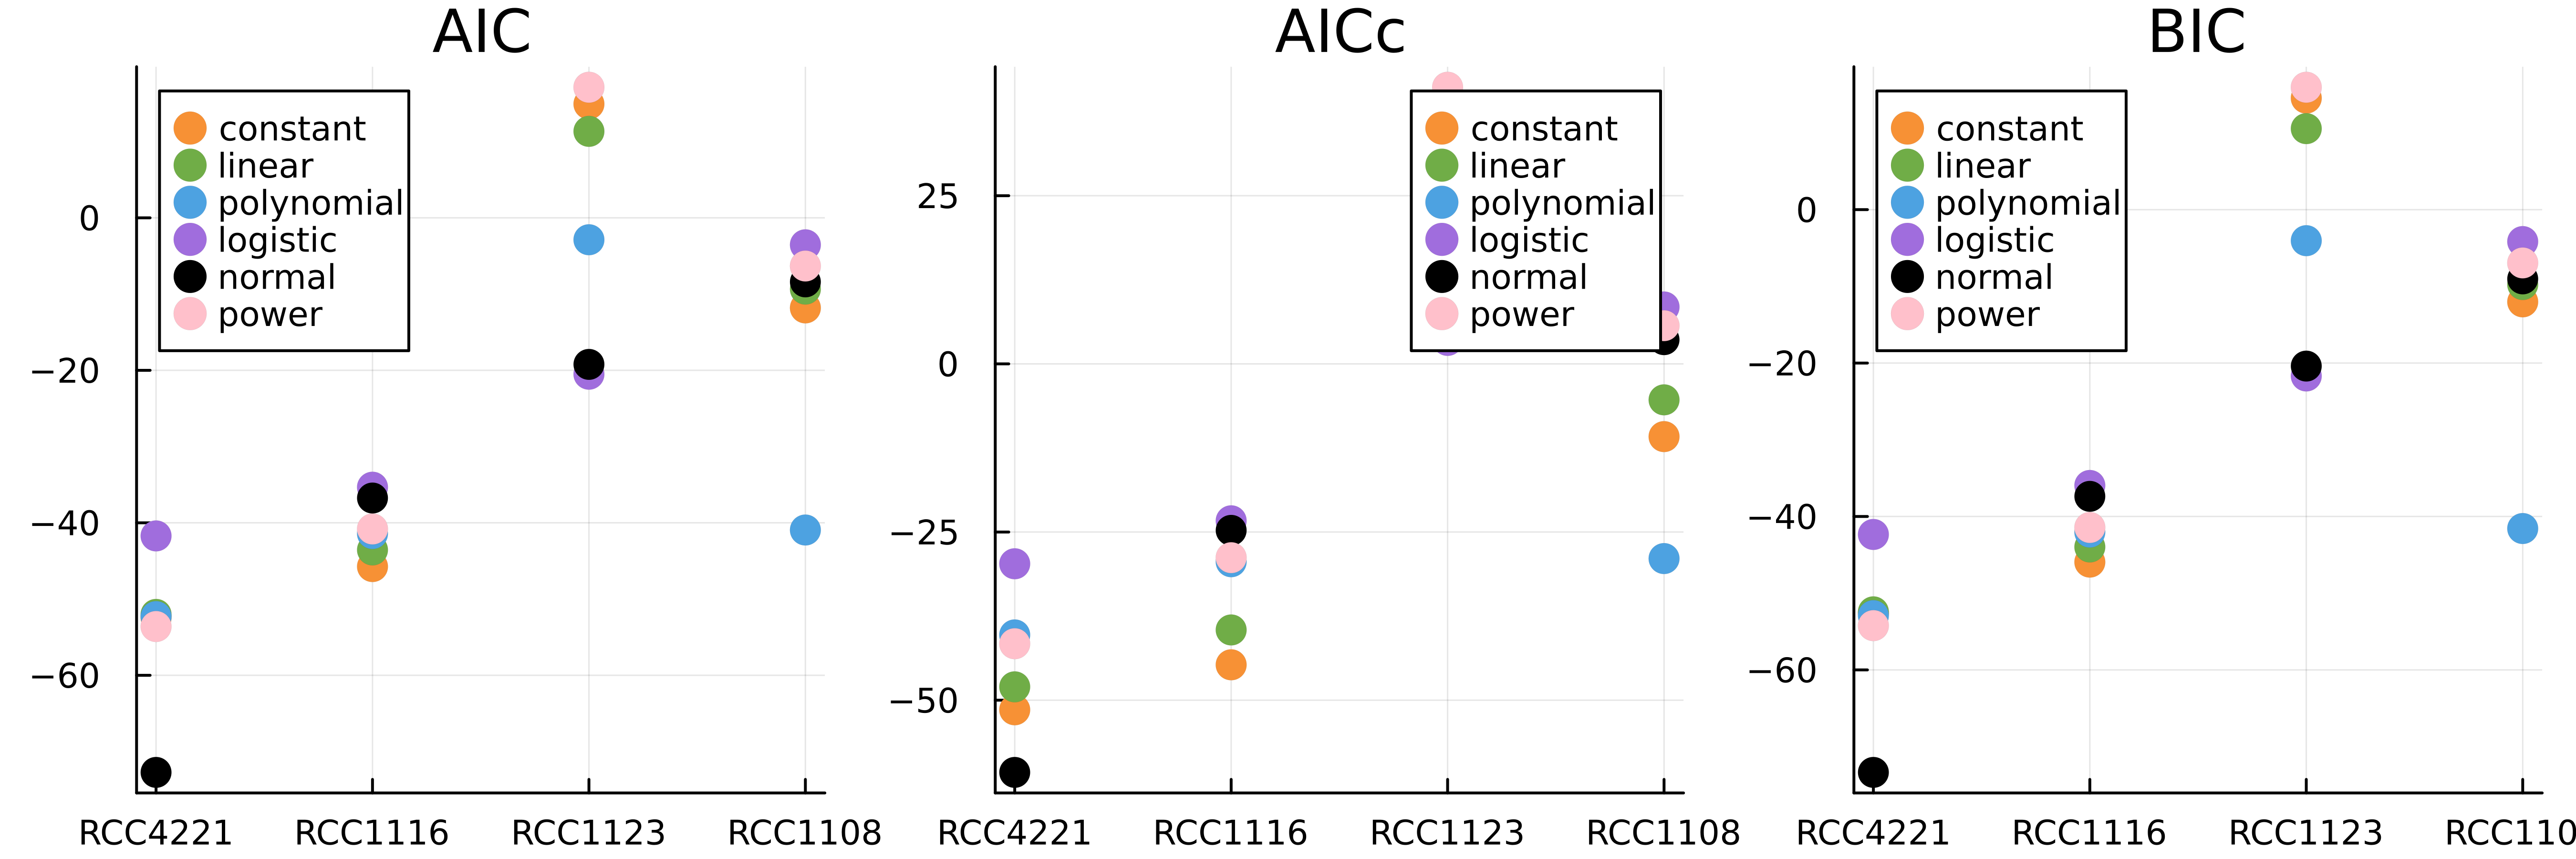 AIC
AICc
BIC
constant
linear
polynomial
logistic
normal
power
0
−20
−40
−60
RCC4221
RCC1116
RCC1123
RCC1108
constant
linear
polynomial
logistic
normal
power
25
0
−25
−50
RCC4221
RCC1116
RCC1123
RCC1108
constant
linear
polynomial
logistic
normal
power
0
−20
−40
−60
RCC4221
RCC1116
RCC1123
RCC110